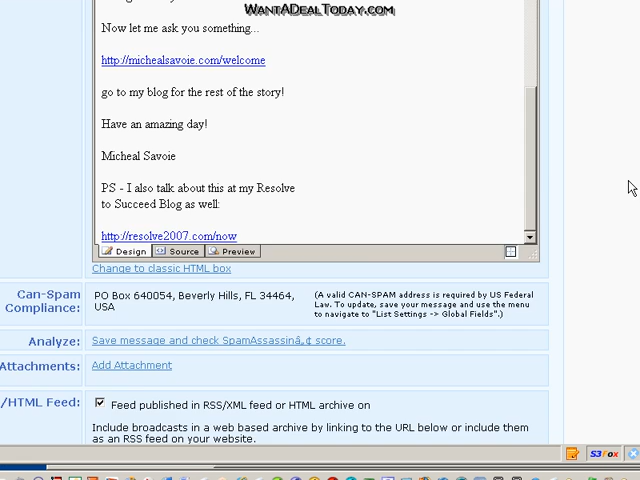 WantADealToday.com
Now let me ask you something...
http://michealsavoie.com/welcome
go to my blog for the rest of the story!
Have an amazing day!
Micheal Savoie
PS - I also talk about this at my Resolve
to Succeed Blog as well:
http://resolve2007.com/now
Design Source Preview
Change to classic HTML box
Can-Spam
Compliance:
PO Box 640054, Beverly Hills, FL 34464,
USA
(A valid CAN-SPAM address is required by US Federal
Law. To update, save your message and use the menu
to navigate to "List Settings -> Global Fields".)
Analyze:
Save message and check SpamAssassinâ„¢ score.
Attachments:
Add Attachment
/HTML Feed:
Feed published in RSS/XML feed or HTML archive on
Include broadcasts in a web based archive by linking to the URL below or include them
as an RSS feed on your website.
S3Fox